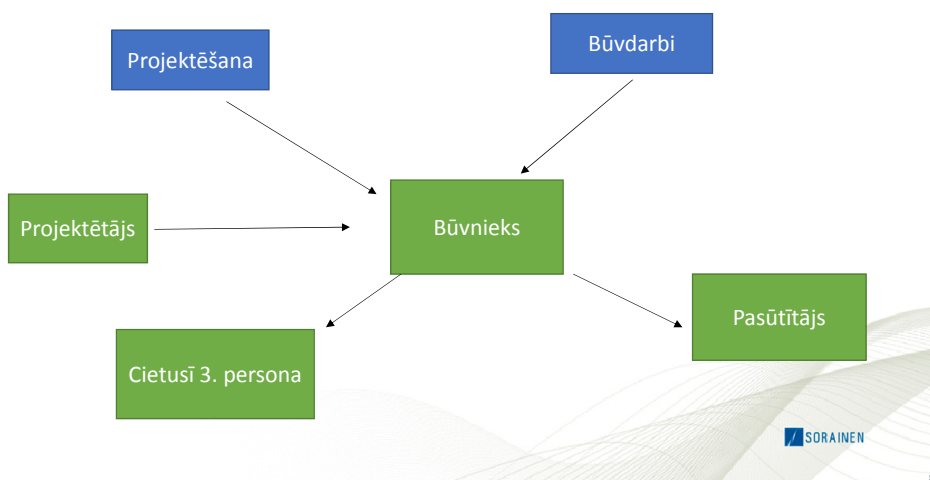 Projektēšana
Būvdarbi
Projektētājs
Būvnieks
Pasūtītājs
Cietusī 3. persona
SORAINEN